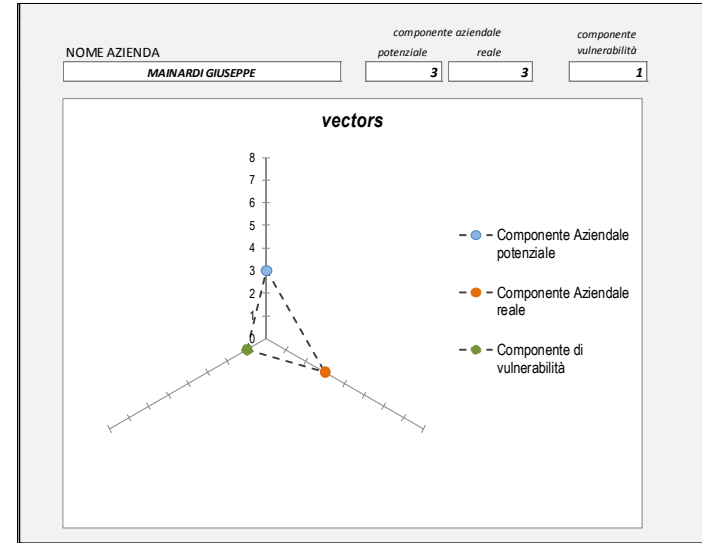 componente aziendale
componente
NOME AZIENDA
potenziale
reale
vulnerabilità
MAINARDI GIUSEPPE
3
3
1
vectors
8
7
6
5
4
3
2
1
0
Componente Aziendale
potenziale
Componente Aziendale
reale
Componente di
vulnerabilità